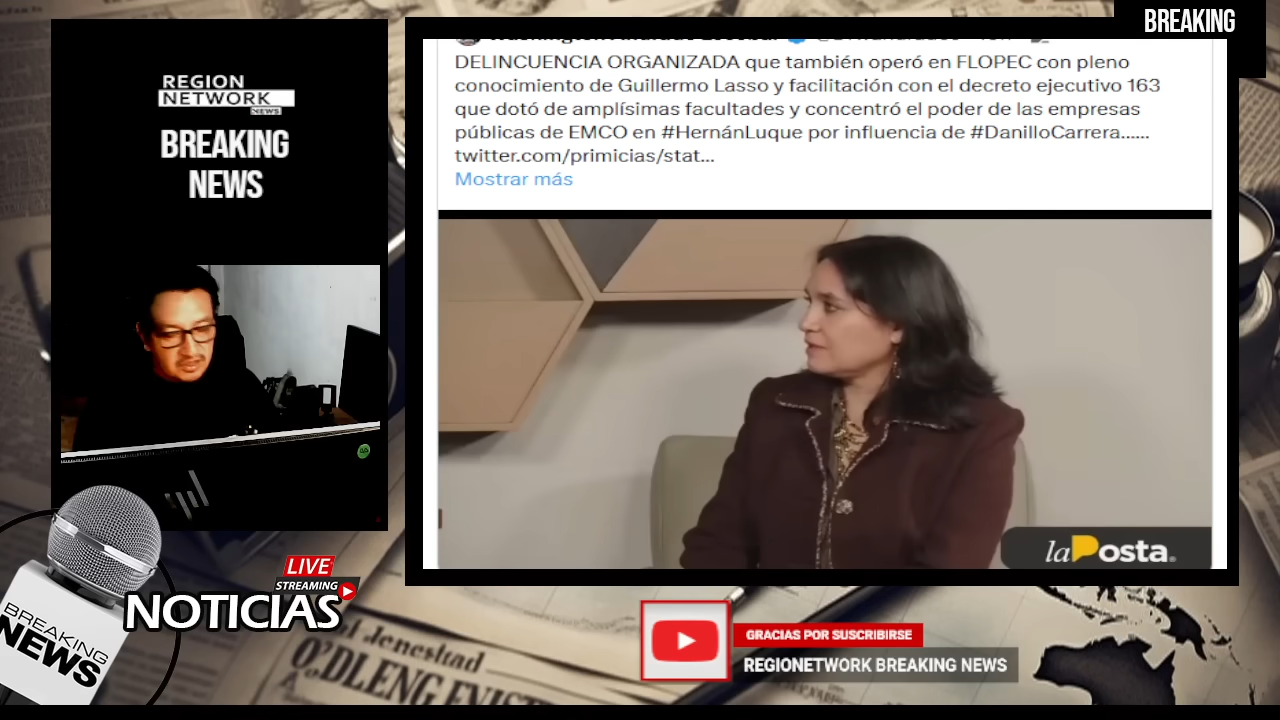 BREAKING
REGION
NETWORK
NEWS
BREAKING
NEWS
DELINCUENCIA ORGANIZADA que también operó en FLOPEC con pleno
conocimiento de Guillermo Lasso y facilitación con el decreto ejecutivo 163
que dotó de amplísimas facultades y concentró el poder de las empresas
públicas de EMCO en #HernánLuque por influencia de #DanilloCarrera......
twitter.com/primicias/stat...
Mostrar más
laPosta
LIVE
STREAMING
NOTICIAS
BREAKING
NEWS
GRACIAS POR SUSCRIBIRSE
REGIONETWORK BREAKING NEWS